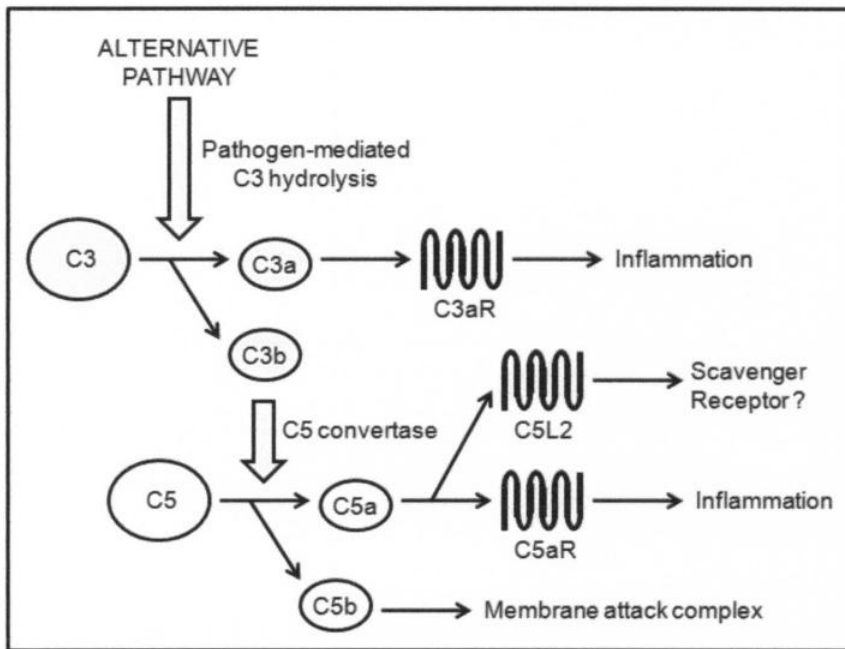 ALTERNATIVE
PATHWAY
Pathogen-mediated
C3 hydrolysis
C3
C3a
C3aR
Inflammation
C3b
C5 convertase
C5L2
Scavenger
Receptor?
C5
C5a
C5aR
Inflammation
C5b
Membrane attack complex